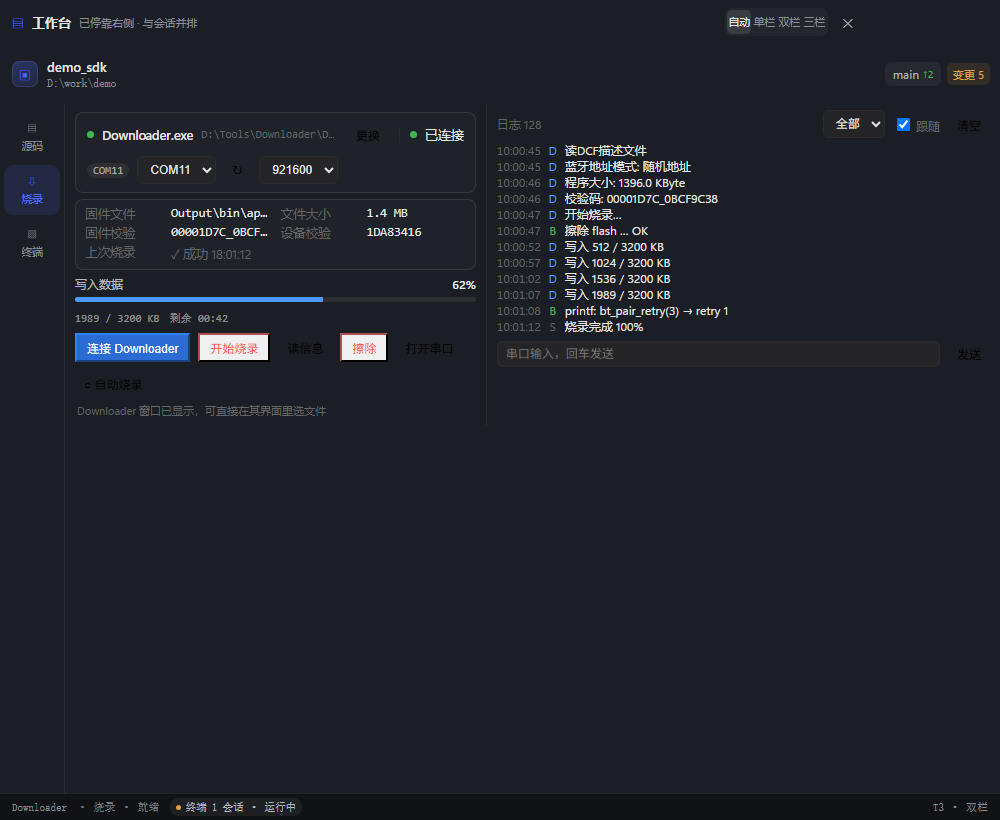 工作台 已停靠右侧 · 与会话并排 自动 单栏 双栏 三栏
demo_sdk
D:\work\demo
main ↑2 变更 5
源码
烧录
终端
Downloader.exe D:\Tools\Downloader\D… 更换 已连接
COM11 COM11 ↻ 921600
固件文件 Output\bin\ap… 文件大小 1.4 MB
固件校验 00001D7C_0BCF… 设备校验 1DA83416
上次烧录 ✓ 成功 18:01:12
写入数据 62%
1989 / 3200 KB 剩余 00:42
连接 Downloader 开始烧录 读信息 擦除 打开串口
自动烧录
Downloader 窗口已显示，可直接在其界面里选文件
日志 128 全部 跟随 清空
10:00:45 D 读DCF描述文件
10:00:45 D 蓝牙地址模式: 随机地址
10:00:46 D 程序大小: 1396.0 KByte
10:00:46 D 校验码: 00001D7C_0BCF9C38
10:00:47 D 开始烧录...
10:00:47 B 擦除 flash ... OK
10:00:52 D 写入 512 / 3200 KB
10:00:57 D 写入 1024 / 3200 KB
10:01:02 D 写入 1536 / 3200 KB
10:01:07 D 写入 1989 / 3200 KB
10:01:08 B printf: bt_pair_retry(3) → retry 1
10:01:12 S 烧录完成 100%
串口输入，回车发送 发送
Downloader · 烧录 · 就绪 终端 1 会话 · 运行中 T3 · 双栏